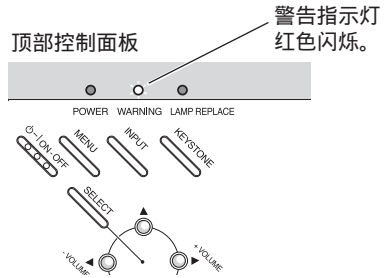 警告指示灯
红色闪烁。
顶部控制面板
POWER WARNING LAMP REPLACE
⏻-I ON-OFF
MENU
INPUT
KEYSTONE
SELECT
- VOLUME
+ VOLUME